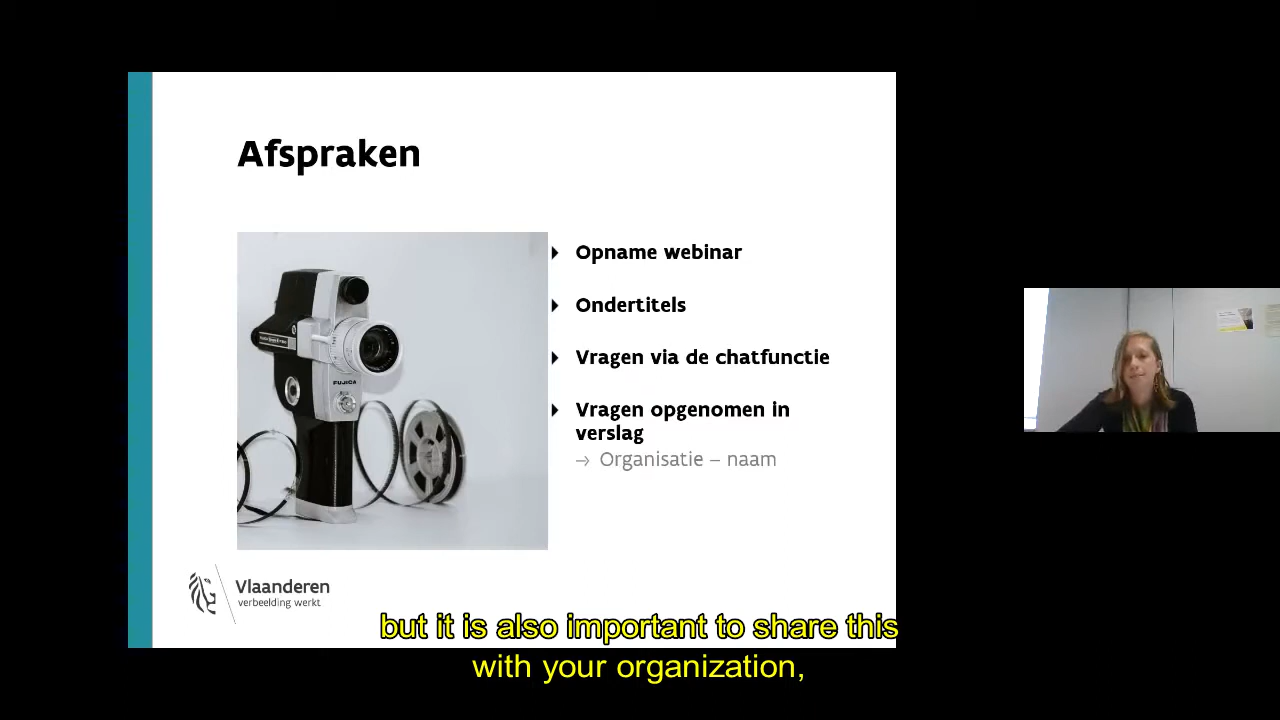 Afspraken
Opname webinar
Ondertitels
Vragen via de chatfunctie
Vragen opgenomen in
verslag
→ Organisatie – naam
FUJICA
Vlaanderen
verbeelding werkt
but it is also important to share this
with your organization,